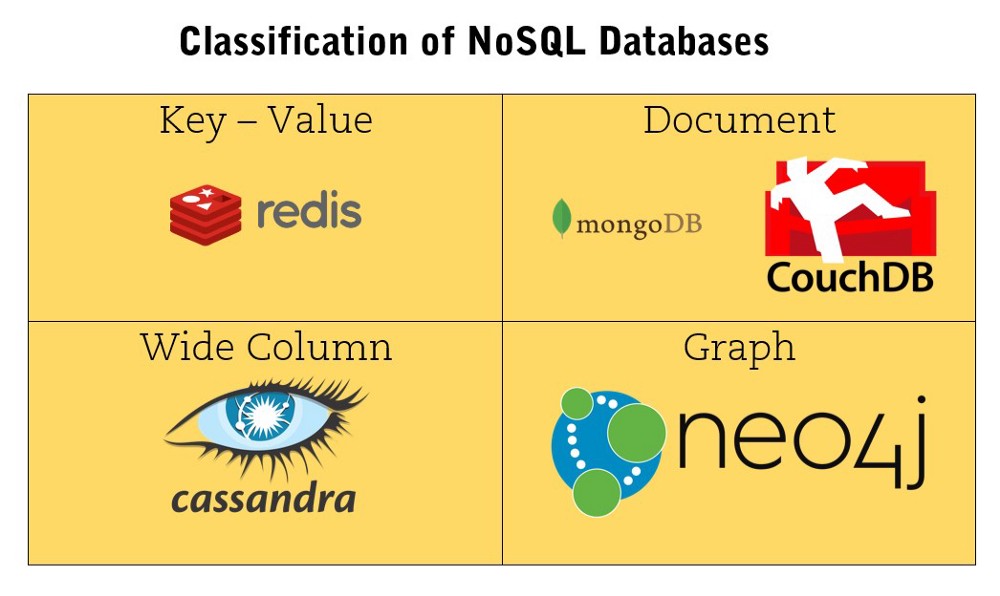 Classification of NoSQL Databases
Key – Value
redis
Document
mongoDB
CouchDB
Wide Column
cassandra
Graph
neo4j